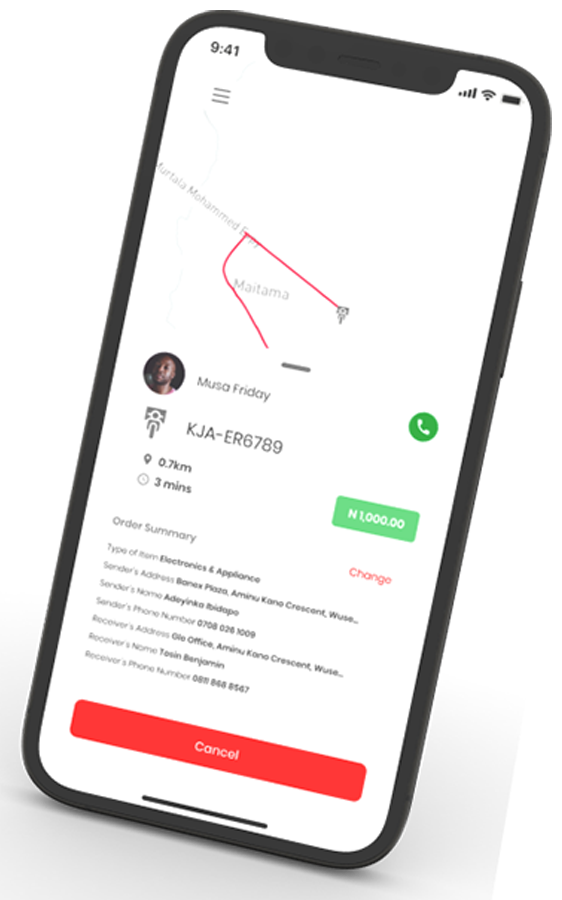 9:41
Murtala Mohammed
Maitama
Musa Friday
KJA-ER6789
0.7km
3 mins
N 1,000.00
Order Summary
Change
Type of Item Electronics & Appliance
Sender's Address Banex Plaza, Aminu Kano Crescent, Wuse...
Sender's Name Adeyinka Ibidapo
Sender's Phone Number 0708 026 1009
Receiver's Address Glo Office, Aminu Kano Crescent, Wuse...
Receiver's Name Tosin Benjamin
Receiver's Phone Number 0811 868 8567
Cancel